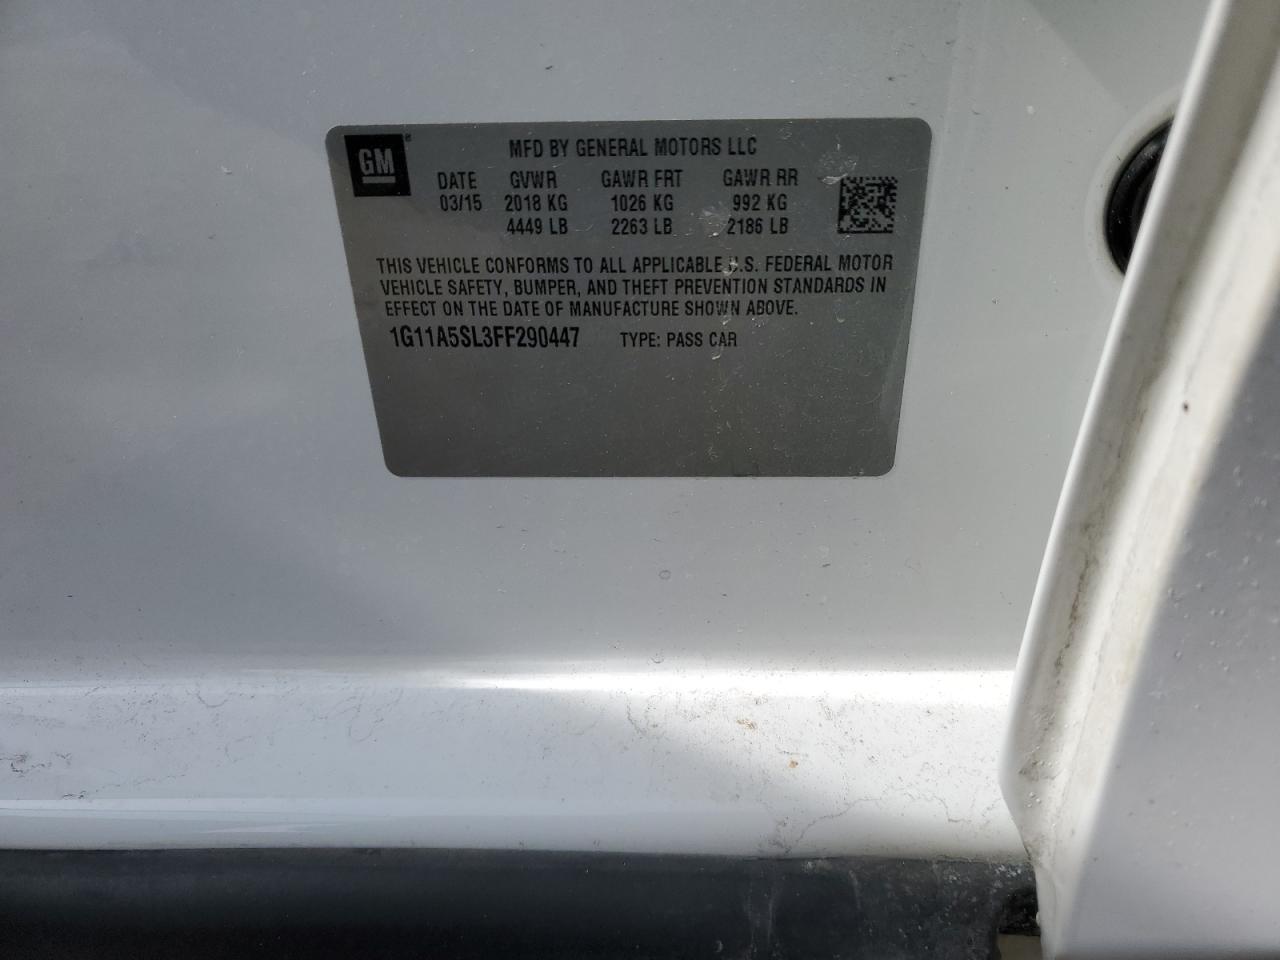 GM
MFD BY GENERAL MOTORS LLC
DATE GVWR GAWR FRT GAWR RR
03/15 2018 KG 1026 KG 992 KG
4449 LB 2263 LB 2186 LB
THIS VEHICLE CONFORMS TO ALL APPLICABLE U.S. FEDERAL MOTOR
VEHICLE SAFETY, BUMPER, AND THEFT PREVENTION STANDARDS IN
EFFECT ON THE DATE OF MANUFACTURE SHOWN ABOVE.
1G11A5SL3FF290447 TYPE: PASS CAR